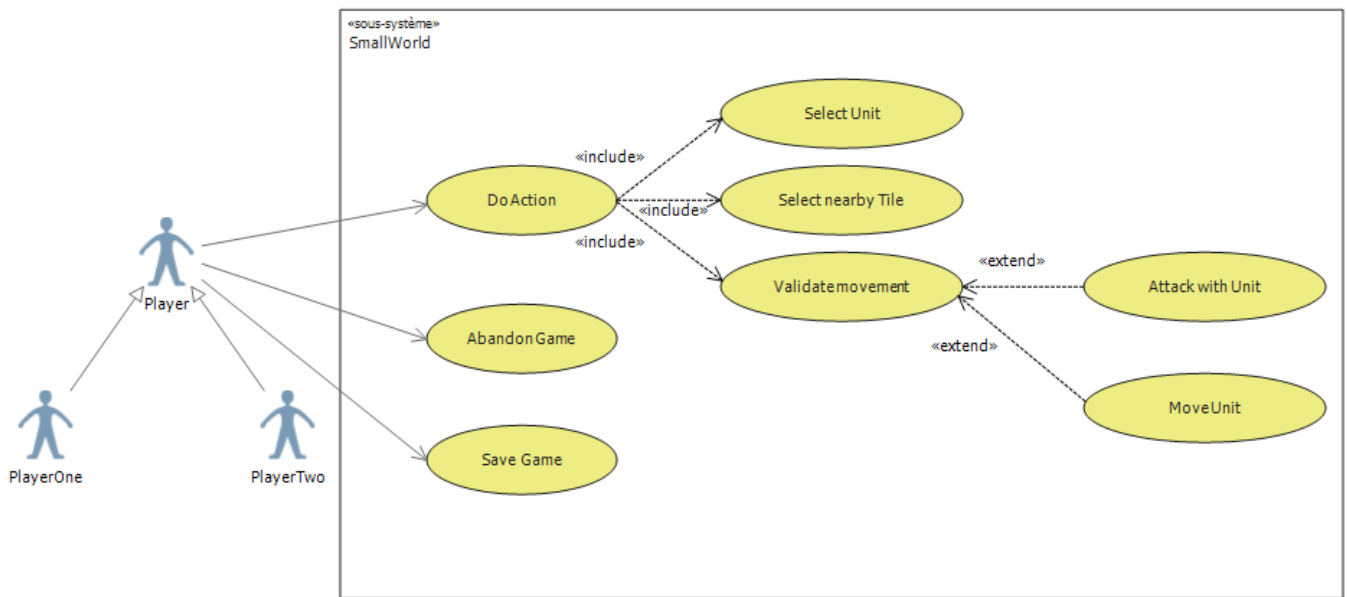 «sous-système»
SmallWorld
Select Unit
«include»
Do Action
Select nearby Tile
«include»
«include»
Player
«extend»
Validate movement
Attack with Unit
Abandon Game
«extend»
Move Unit
Save Game
PlayerOne
PlayerTwo